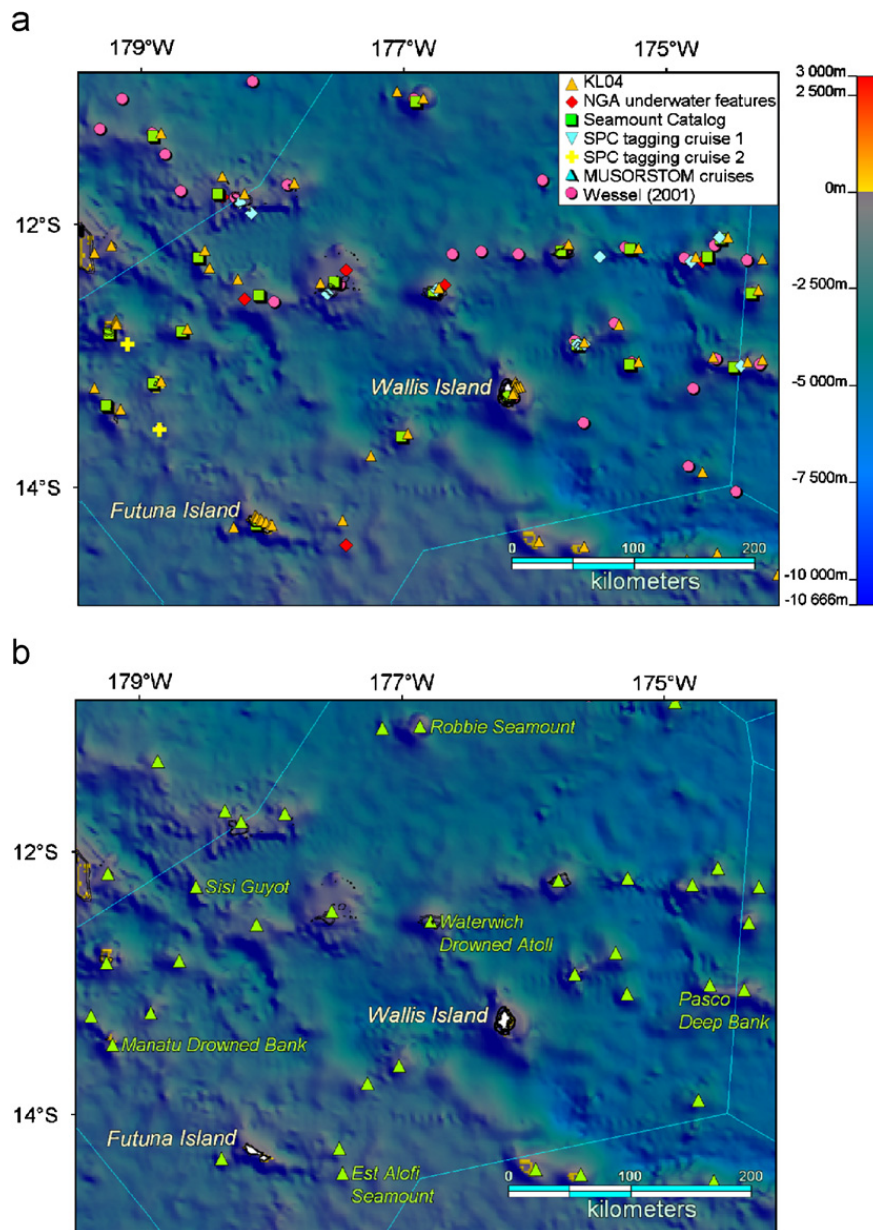 a
179°W
177°W
175°W
12°S
14°S
KL04
NGA underwater features
Seamount Catalog
SPC tagging cruise 1
SPC tagging cruise 2
MUSORSTOM cruises
Wessel (2001)
3 000m
2 500m
0m
-2 500m
-5 000m
-7 500m
-10 000m
-10 666m
Wallis Island
Futuna Island
0 100 200
kilometers
b
179°W
177°W
175°W
12°S
14°S
Robbie Seamount
Sisi Guyot
Waterwich
Drowned Atoll
Wallis Island
Pasco
Deep Bank
Manatu Drowned Bank
Futuna Island
Est Alofi
Seamount
0 100 200
kilometers